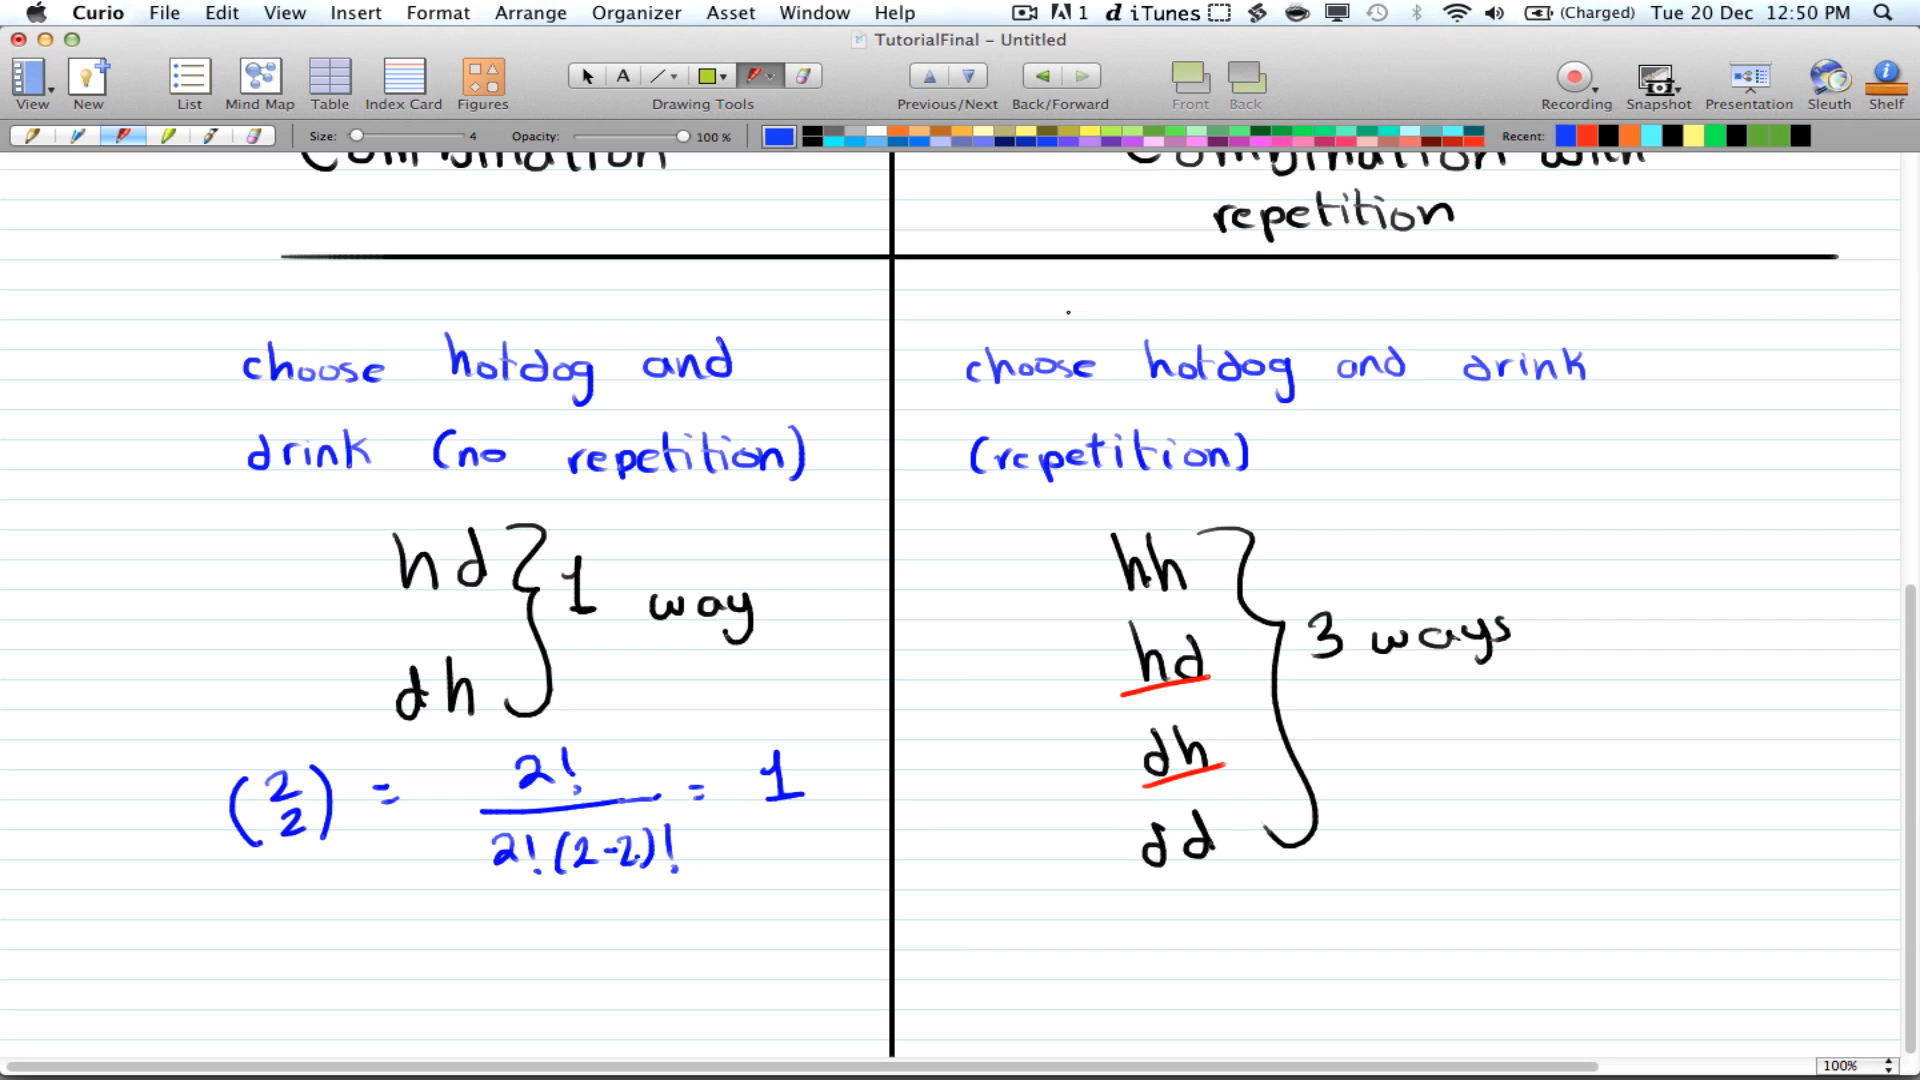 Curio File Edit View Insert Format Arrange Organizer Asset Window Help 1 iTunes (Charged) Tue 20 Dec 12:50 PM
TutorialFinal – Untitled
View New List Mind Map Table Index Card Figures Drawing Tools Previous/Next Back/Forward Front Back Recording Snapshot Presentation Sleuth Shelf
Size: 4 Opacity: 100 % Recent:
Combination
Combination with
repetition
choose hotdog and
drink (no repetition)
hd
dh
1 way
(2 2) = 2! / 2!(2-2)! = 1
choose hotdog and drink
(repetition)
hh
hd
dh
dd
3 ways
100%